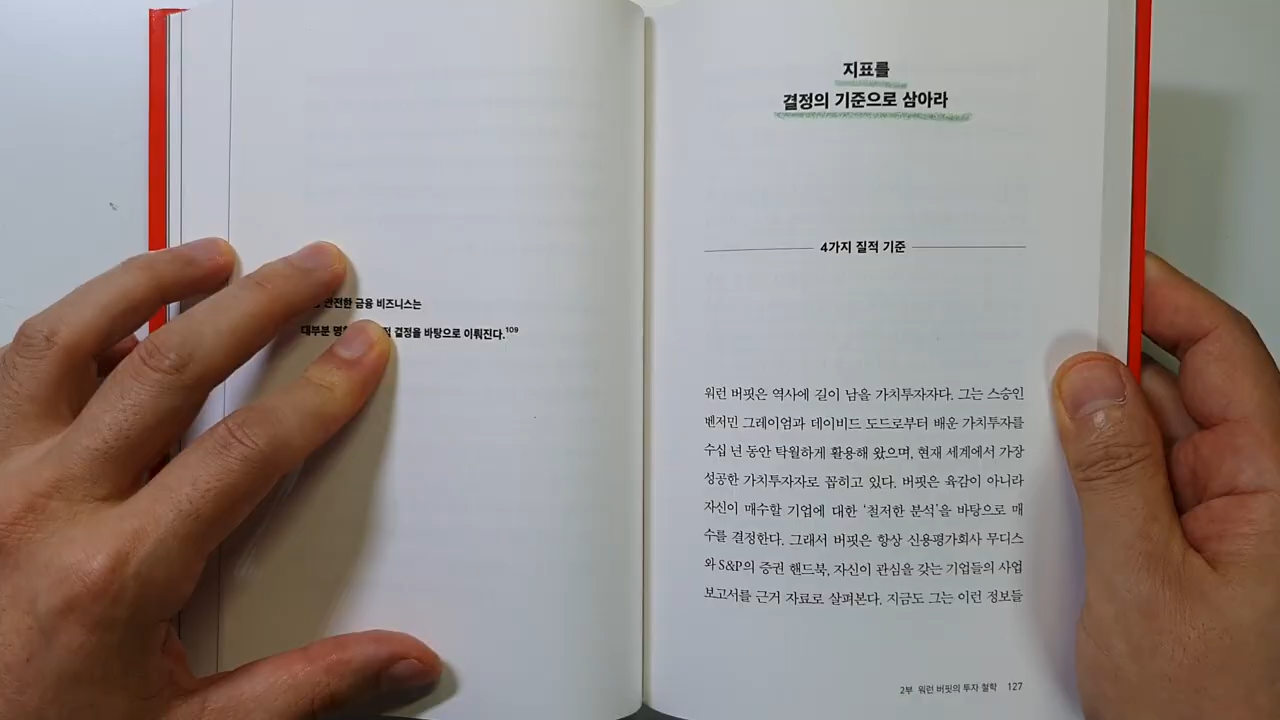 안전한 금융 비즈니스는
대부분 결정을 바탕으로 이뤄진다.109
지표를
결정의 기준으로 삼아라
4가지 질적 기준
워런 버핏은 역사에 길이 남을 가치투자자다. 그는 스승인
벤저민 그레이엄과 데이비드 도드로부터 배운 가치투자를
수십 년 동안 탁월하게 활용해 왔으며, 현재 세계에서 가장
성공한 가치투자자로 꼽히고 있다. 버핏은 육감이 아니라
자신이 매수할 기업에 대한 ‘철저한 분석’을 바탕으로 매
수를 결정한다. 그래서 버핏은 항상 신용평가회사 무디스
와 S&P의 증권 핸드북, 자신이 관심을 갖는 기업들의 사업
보고서를 근거 자료로 살펴본다. 지금도 그는 이런 정보들
2부 워런 버핏의 투자 철학 127